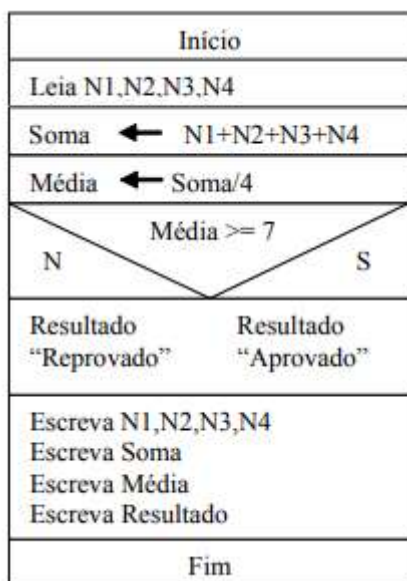 Início
Leia N1,N2,N3,N4
Soma ← N1+N2+N3+N4
Média ← Soma/4
Média >= 7
N S
Resultado Resultado
“Reprovado” “Aprovado”
Escreva N1,N2,N3,N4
Escreva Soma
Escreva Média
Escreva Resultado
Fim